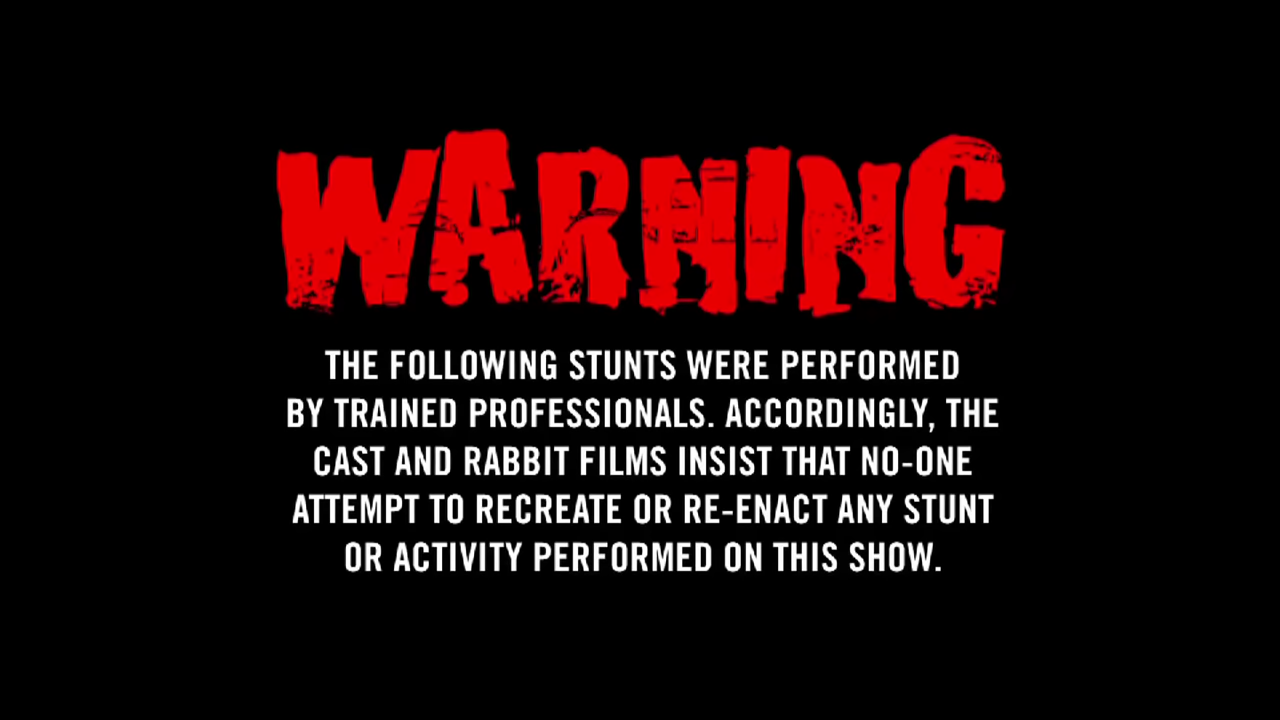 WARNING
THE FOLLOWING STUNTS WERE PERFORMED
BY TRAINED PROFESSIONALS. ACCORDINGLY, THE
CAST AND RABBIT FILMS INSIST THAT NO-ONE
ATTEMPT TO RECREATE OR RE-ENACT ANY STUNT
OR ACTIVITY PERFORMED ON THIS SHOW.